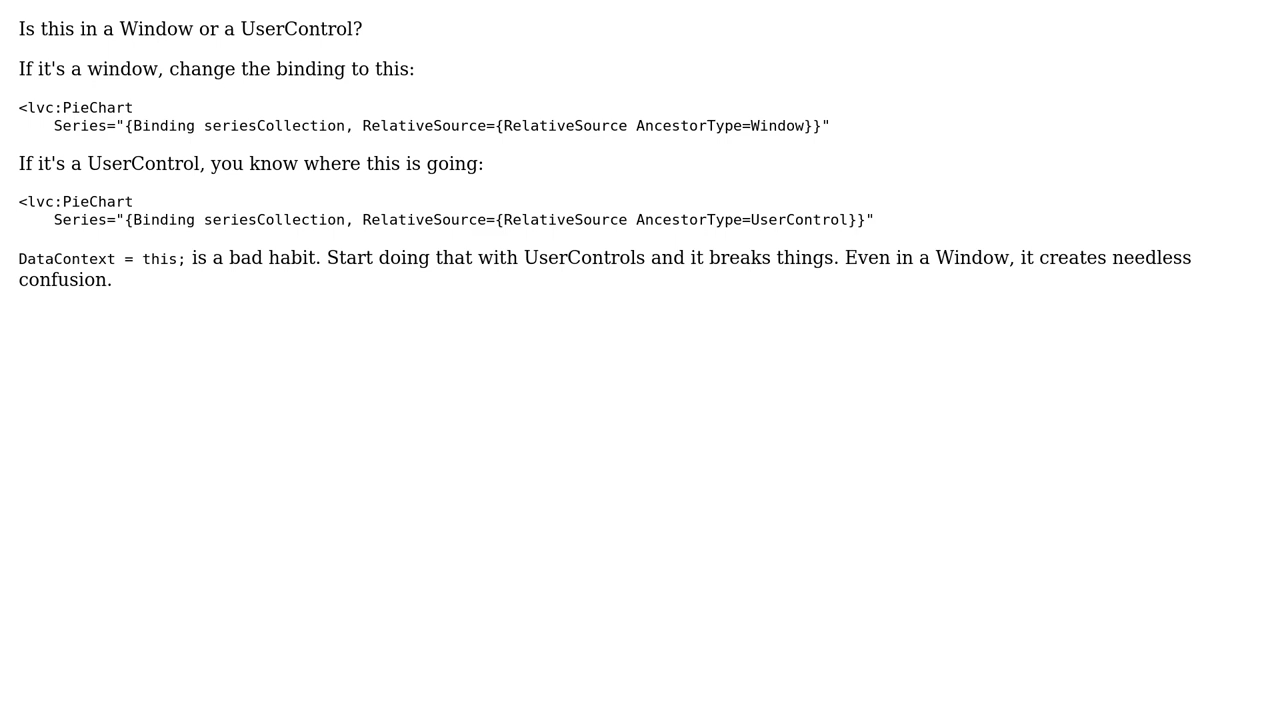 Is this in a Window or a UserControl?
If it's a window, change the binding to this:
<lvc:PieChart
    Series="{Binding seriesCollection, RelativeSource={RelativeSource AncestorType=Window}}"
If it's a UserControl, you know where this is going:
<lvc:PieChart
    Series="{Binding seriesCollection, RelativeSource={RelativeSource AncestorType=UserControl}}"
DataContext = this; is a bad habit. Start doing that with UserControls and it breaks things. Even in a Window, it creates needless
confusion.